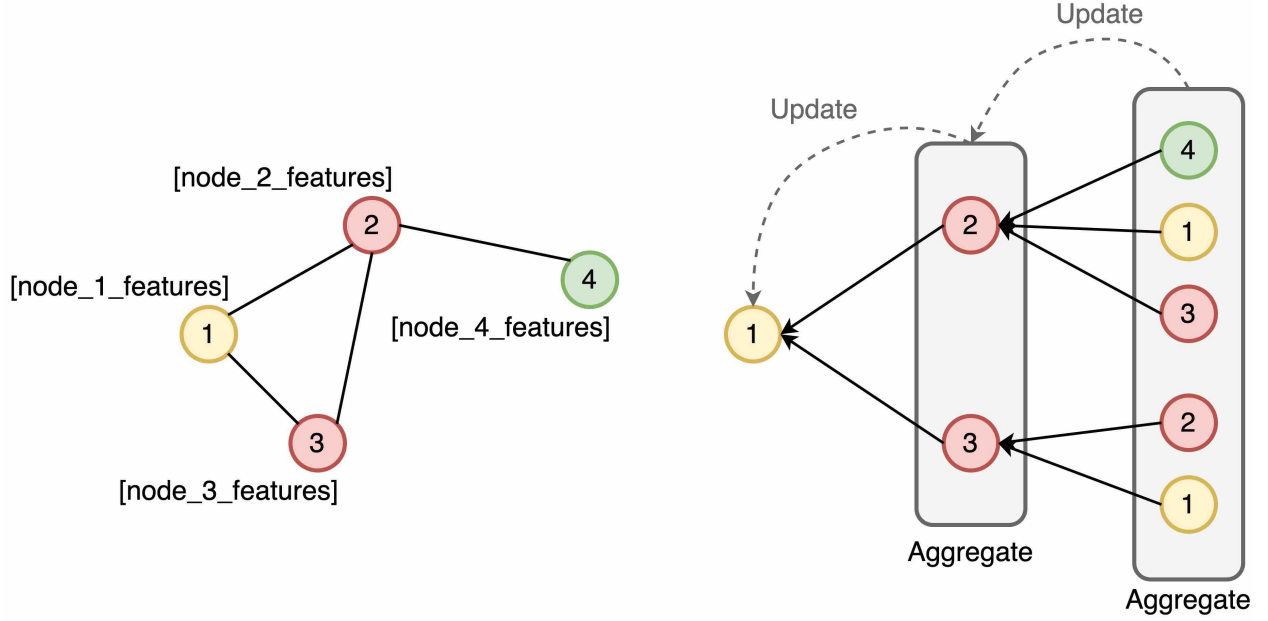 [node_2_features]
2
[node_1_features]
4
1
[node_4_features]
3
[node_3_features]
Update
Update
4
2
1
3
1
3
2
1
Aggregate
Aggregate